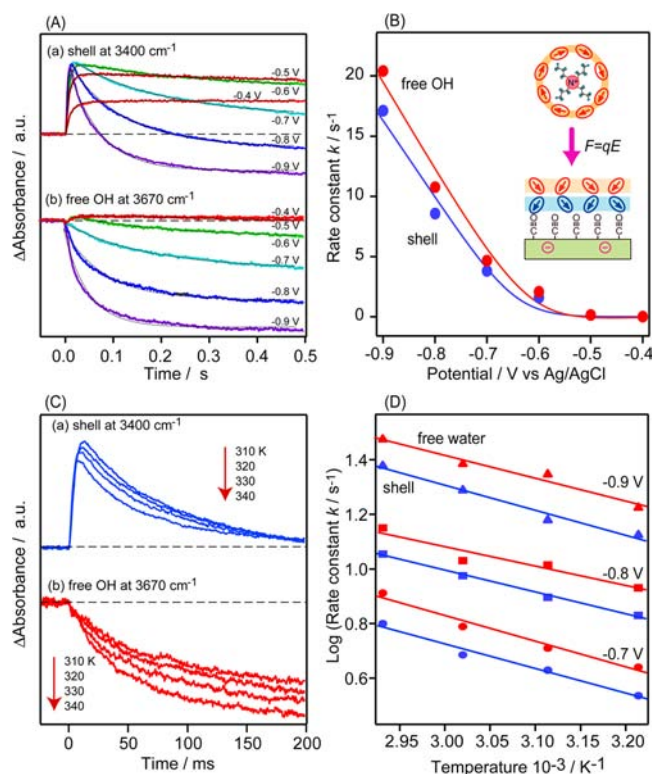 (A)
(a) shell at 3400 cm-1
-0.5 V
-0.6 V
-0.4 V
-0.7 V
-0.8 V
-0.9 V
(b) free OH at 3670 cm-1
-0.4 V
-0.5 V
-0.6 V
-0.7 V
-0.8 V
-0.9 V
ΔAbsorbance / a.u.
0.0 0.1 0.2 0.3 0.4 0.5
Time / s
(B)
20
15
10
5
0
Rate constant k / s-1
free OH
shell
N+
F=qE
-0.9 -0.8 -0.7 -0.6 -0.5 -0.4
Potential / V vs Ag/AgCl
(C)
(a) shell at 3400 cm-1
310 K
320
330
340
(b) free OH at 3670 cm-1
310 K
320
330
340
ΔAbsorbance / a.u.
0 50 100 150 200
Time / ms
(D)
1.4
1.2
1.0
0.8
0.6
Log (Rate constant k / s-1)
free water
shell
-0.9 V
-0.8 V
-0.7 V
2.95 3.00 3.05 3.10 3.15 3.20
Temperature 10-3 / K-1